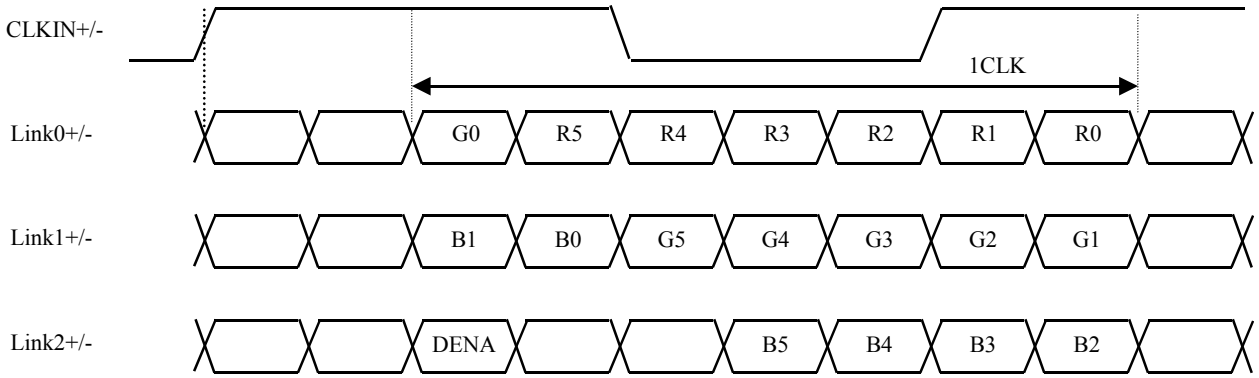 CLKIN+/-
1CLK
Link0+/- G0 R5 R4 R3 R2 R1 R0
Link1+/- B1 B0 G5 G4 G3 G2 G1
Link2+/- DENA B5 B4 B3 B2